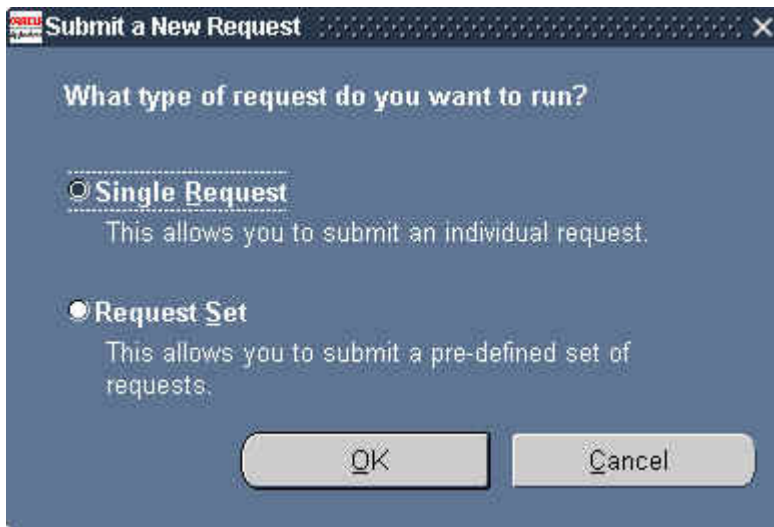 ORACLE
Submit a New Request
What type of request do you want to run?
Single Request
This allows you to submit an individual request.
Request Set
This allows you to submit a pre-defined set of
requests.
OK
Cancel